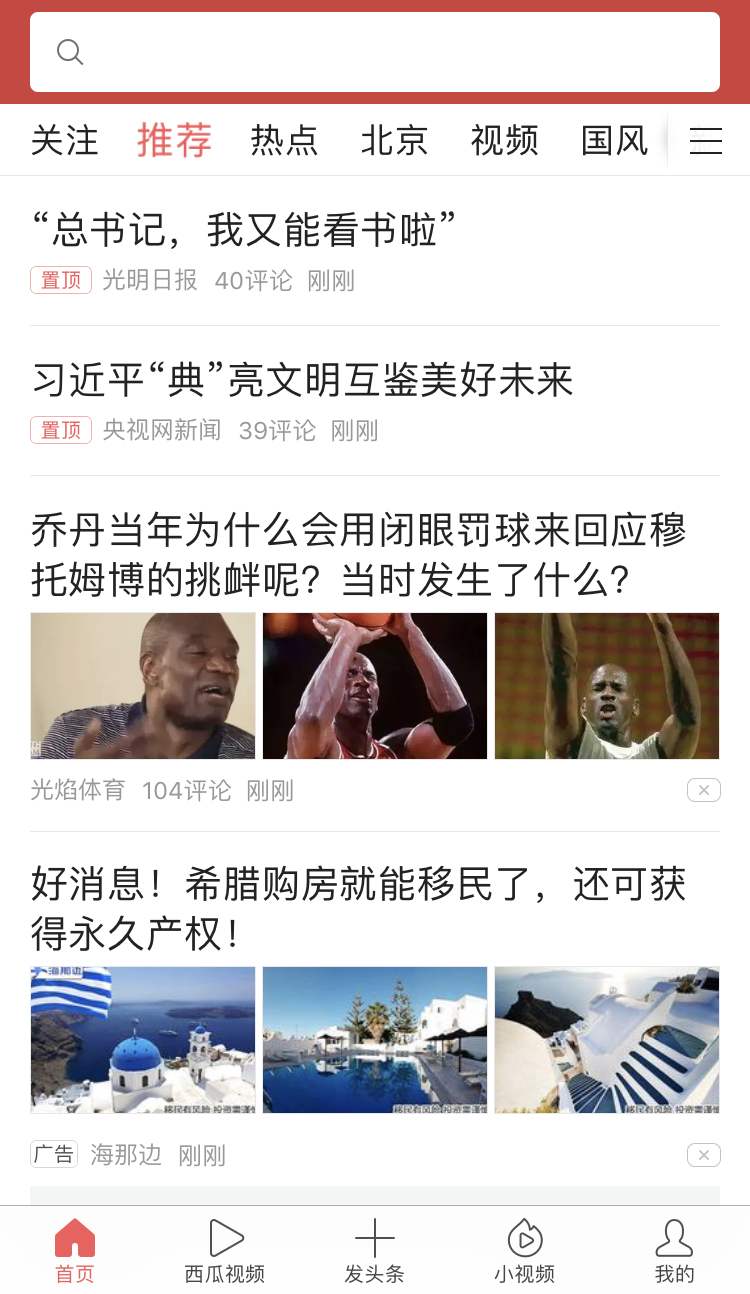 关注 推荐 热点 北京 视频 国风
“总书记，我又能看书啦”
置顶 光明日报 40评论 刚刚
习近平“典”亮文明互鉴美好未来
置顶 央视网新闻 39评论 刚刚
乔丹当年为什么会用闭眼罚球来回应穆
托姆博的挑衅呢？当时发生了什么？
光焰体育 104评论 刚刚
好消息！希腊购房就能移民了，还可获
得永久产权！
海那边
移民有风险 投资需谨慎
移民有风险 投资需谨慎
移民有风险 投资需谨慎
广告 海那边 刚刚
首页 西瓜视频 发头条 小视频 我的